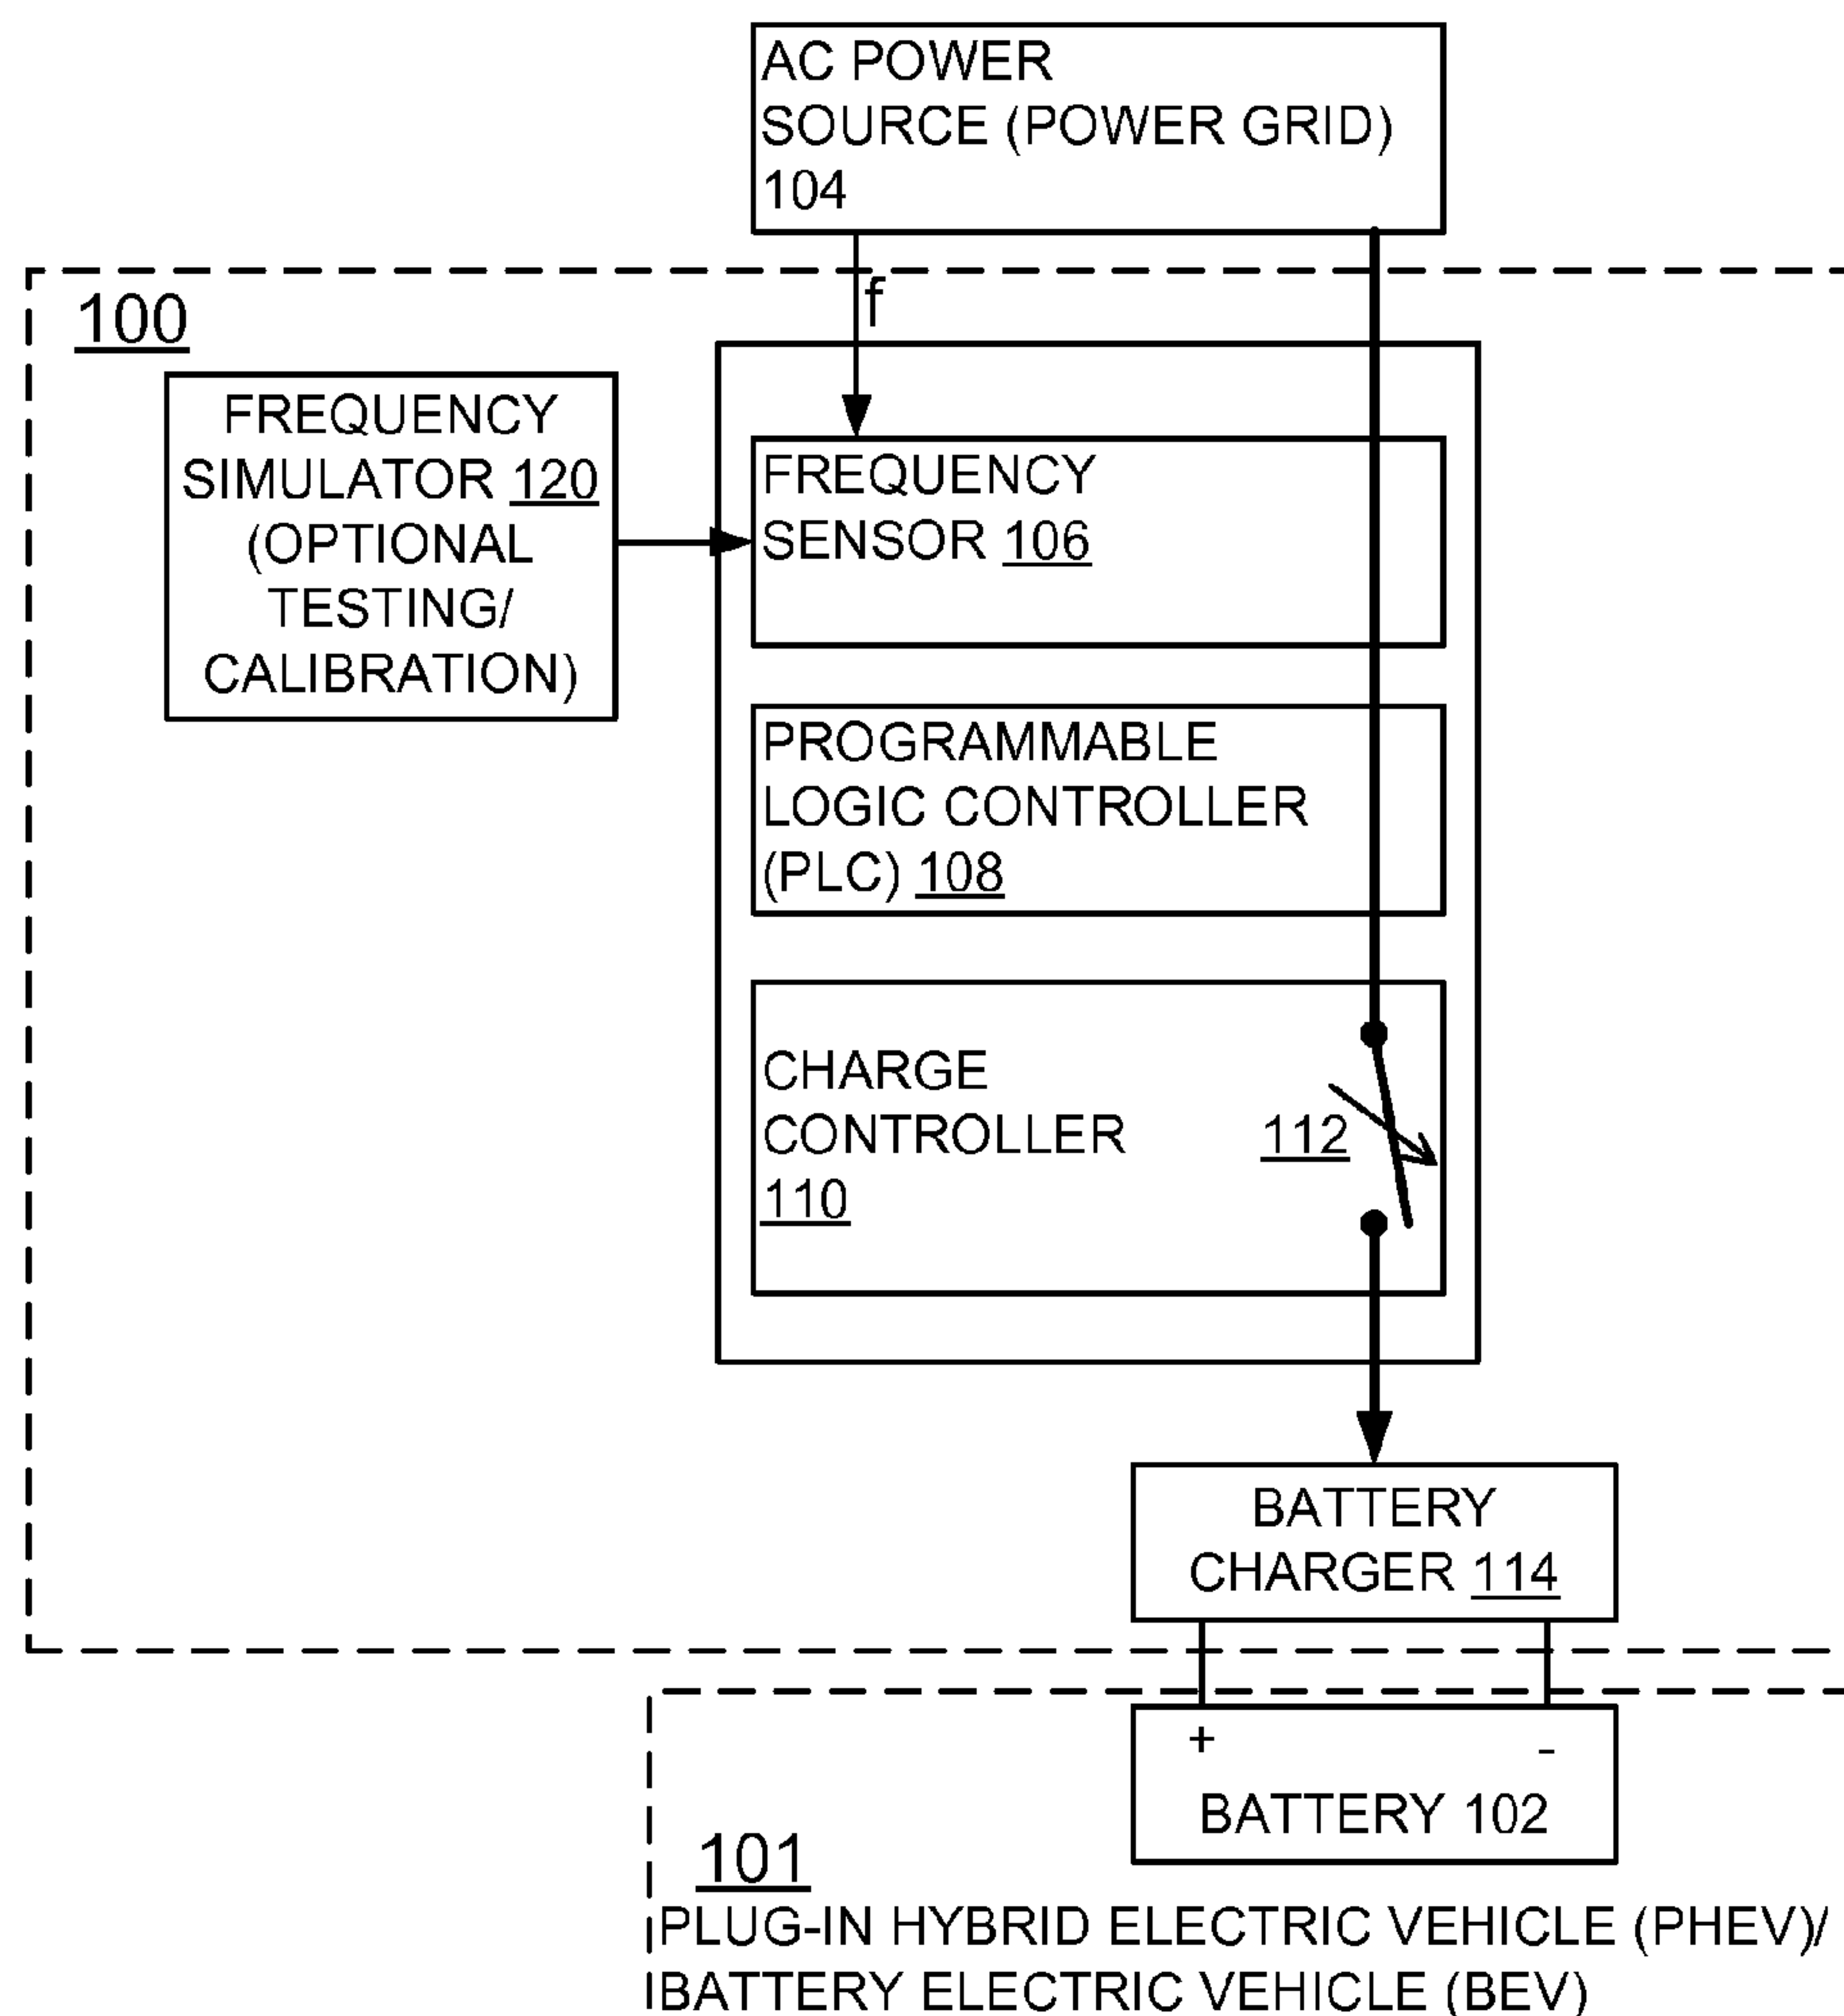 AC POWER
SOURCE (POWER GRID)
104
f
100
FREQUENCY
SIMULATOR 120
(OPTIONAL
TESTING/
CALIBRATION)
FREQUENCY
SENSOR 106
PROGRAMMABLE
LOGIC CONTROLLER
(PLC) 108
CHARGE
CONTROLLER
110
112
BATTERY
CHARGER 114
+ -
BATTERY 102
101
PLUG-IN HYBRID ELECTRIC VEHICLE (PHEV)/
BATTERY ELECTRIC VEHICLE (BEV)